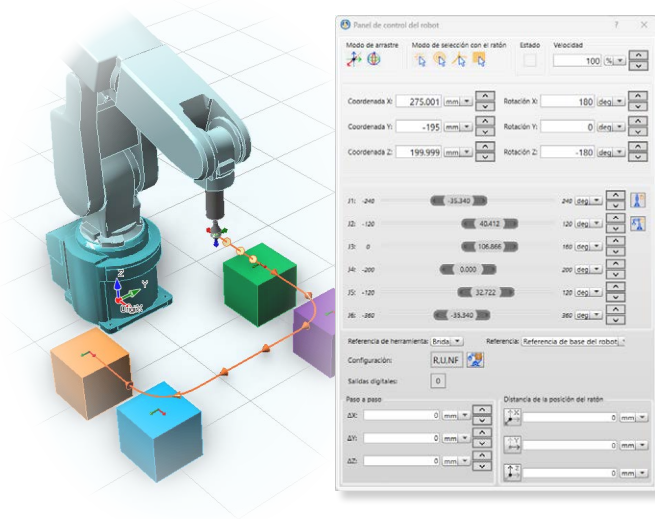 Panel de control del robot
?
Modo de arrastre Modo de selección con el ratón Estado Velocidad
100 %
Coordenada X: 275.001 mm Rotación X: 180 deg
Coordenada Y: -195 mm Rotación Y: 0 deg
Coordenada Z: 199.999 mm Rotación Z: -180 deg
J1: -240 -35.340 240 deg
J2: -120 40.412 120 deg
J3: 0 106.866 160 deg
J4: -200 0.000 200 deg
J5: -120 32.722 120 deg
J6: -360 -35.340 360 deg
Referencia de herramienta: Brida Referencia: Referencia de base del robot
Configuración: R,U,NF
Salidas digitales: 0
Paso a paso Distancia de la posición del ratón
ΔX: 0 mm X 0 mm
ΔY: 0 mm Y 0 mm
ΔZ: 0 mm Z 0 mm
Z
Y